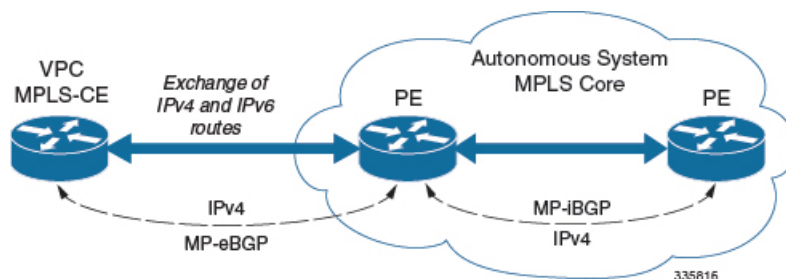 VPC
MPLS-CE
Exchange of
IPv4 and IPv6
routes
PE
Autonomous System
MPLS Core
PE
IPv4
MP-eBGP
MP-iBGP
IPv4
335816